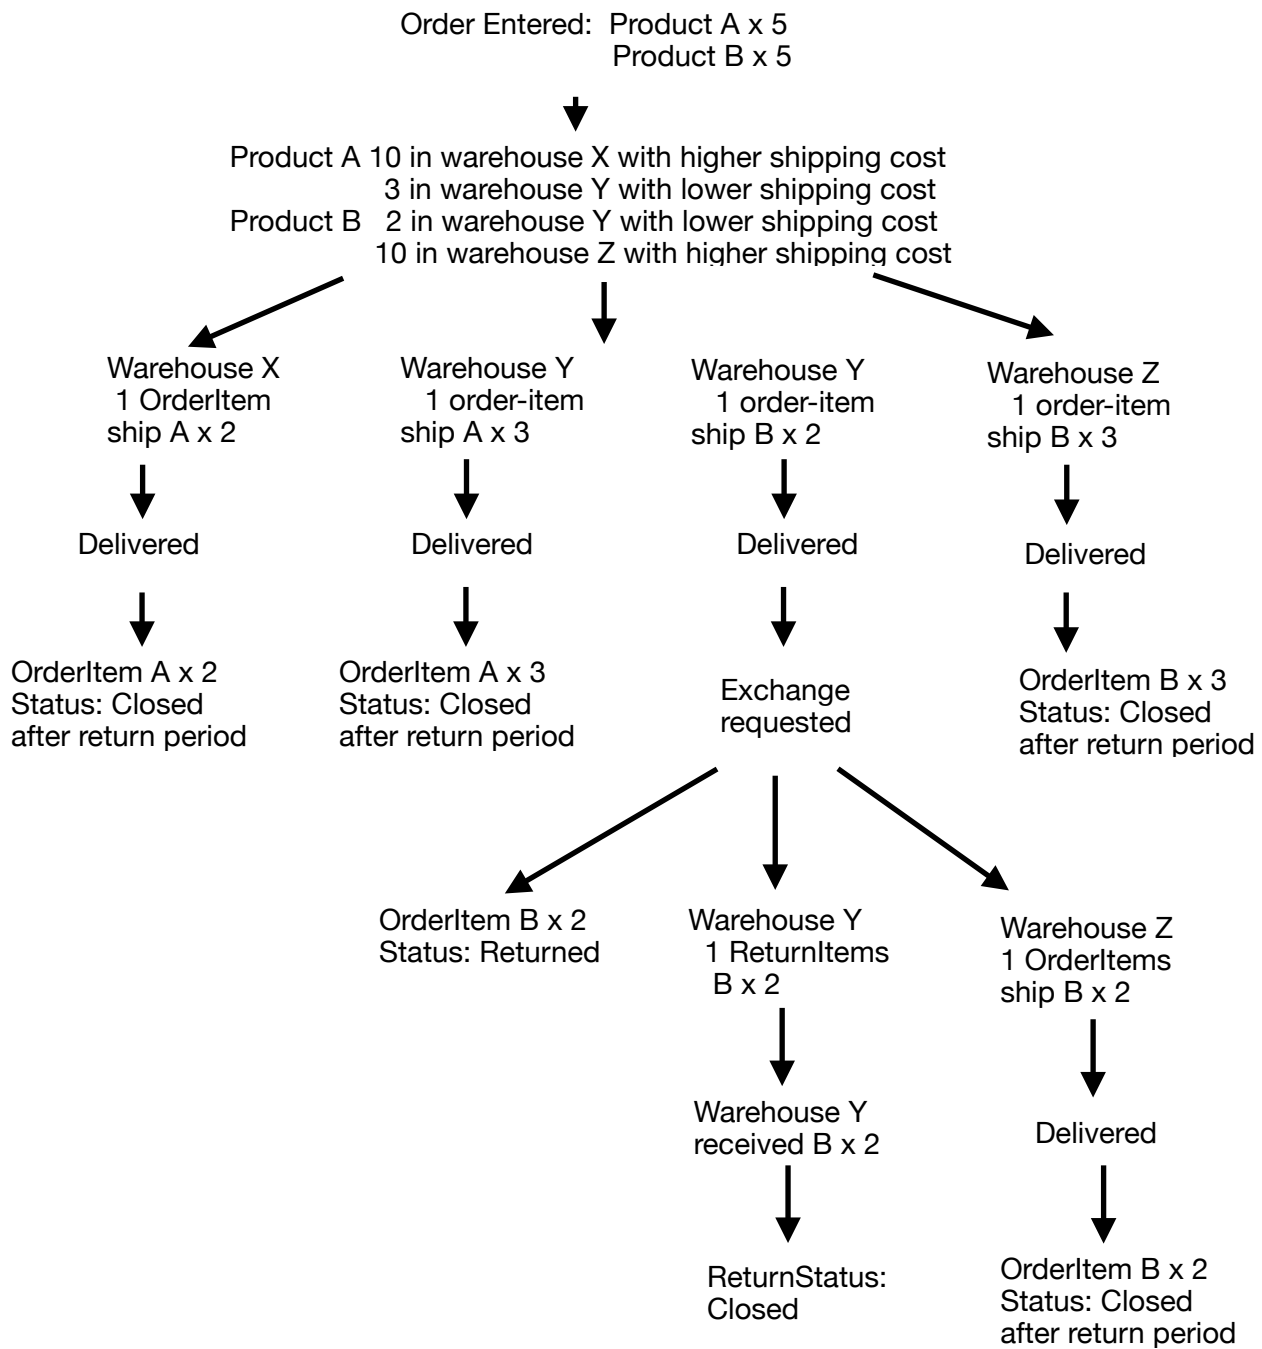 Order Entered: Product A x 5
Product B x 5
Product A 10 in warehouse X with higher shipping cost
3 in warehouse Y with lower shipping cost
Product B 2 in warehouse Y with lower shipping cost
10 in warehouse Z with higher shipping cost
Warehouse X
1 OrderItem
ship A x 2
Warehouse Y
1 order-item
ship A x 3
Warehouse Y
1 order-item
ship B x 2
Warehouse Z
1 order-item
ship B x 3
Delivered
Delivered
Delivered
Delivered
OrderItem A x 2
Status: Closed
after return period
OrderItem A x 3
Status: Closed
after return period
Exchange
requested
OrderItem B x 3
Status: Closed
after return period
OrderItem B x 2
Status: Returned
Warehouse Y
1 ReturnItems
B x 2
Warehouse Z
1 OrderItems
ship B x 2
Warehouse Y
received B x 2
Delivered
ReturnStatus:
Closed
OrderItem B x 2
Status: Closed
after return period